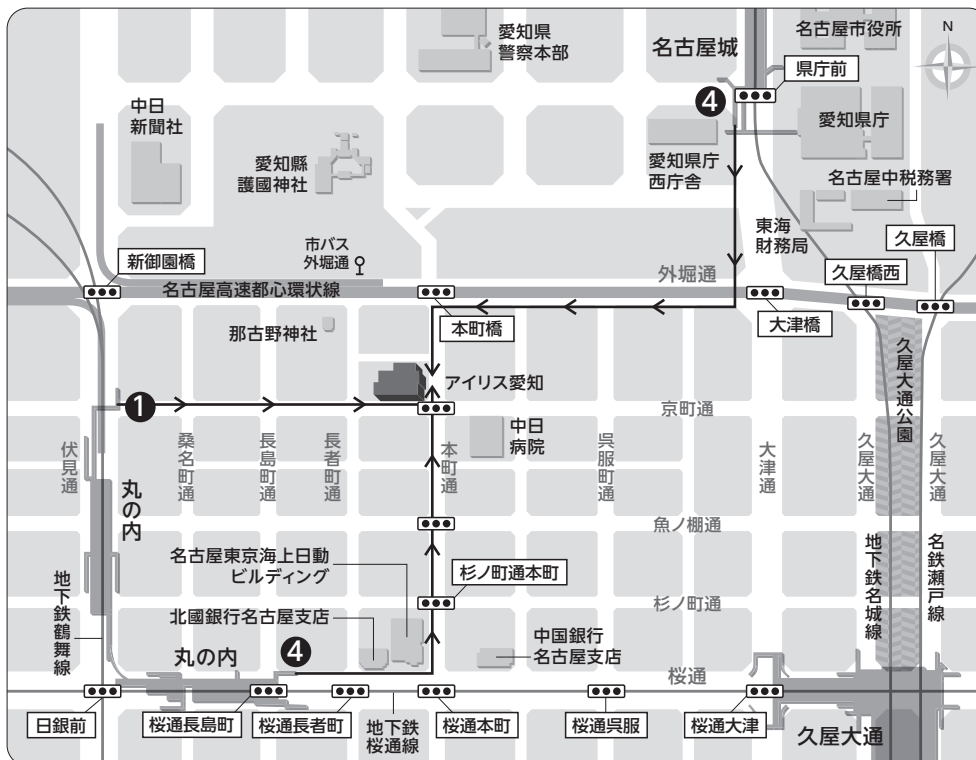 愛知県
警察本部
名古屋城
名古屋市役所
N
県庁前
4
中日
新聞社
愛知縣
護國神社
愛知県庁
西庁舎
愛知県庁
名古屋中税務署
東海
財務局
久屋橋
市バス
外堀通
新御園橋
外堀通
久屋橋西
名古屋高速都心環状線
本町橋
大津橋
那古野神社
アイリス愛知
久屋大通公園
1
京町通
中日
病院
伏見通
桑名町通
長島町通
長者町通
本町通
呉服町通
大津通
久屋大通
久屋大通
丸の内
魚ノ棚通
名古屋東京海上日動
ビルディング
地下鉄名城線
名鉄瀬戸線
地下鉄鶴舞線
杉ノ町通本町
杉ノ町通
北國銀行名古屋支店
丸の内
4
中国銀行
名古屋支店
桜通
日銀前
桜通長島町
桜通長者町
地下鉄
桜通線
桜通本町
桜通呉服
桜通大津
久屋大通